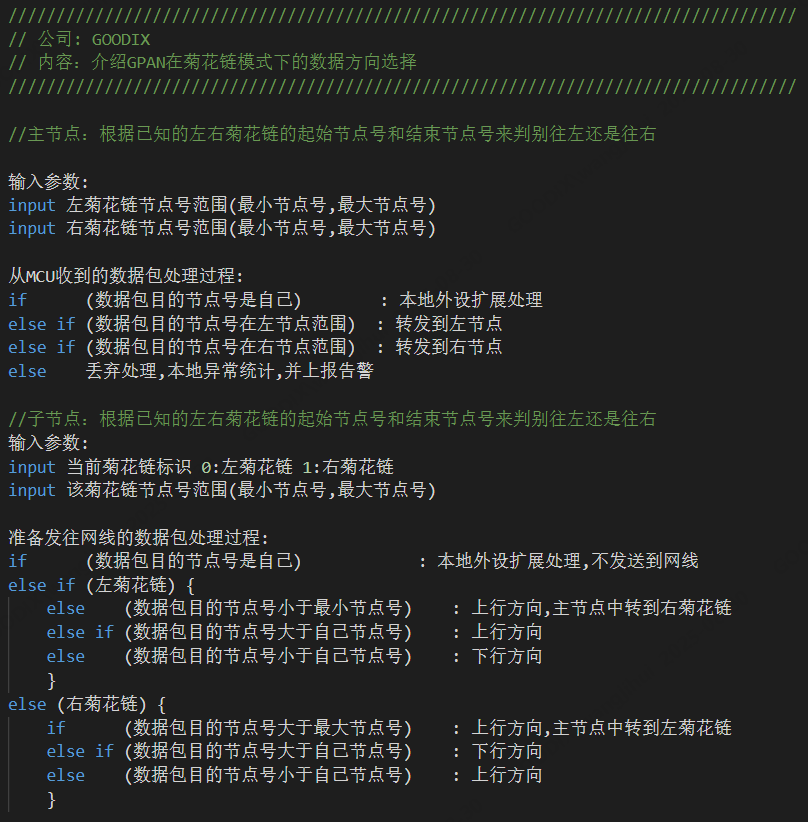 ////////////////////////////////////////////////////////////////////////////////
// 公司: GOODIX
// 内容: 介绍GPAN在菊花链模式下的数据方向选择
////////////////////////////////////////////////////////////////////////////////
//主节点: 根据已知的左右菊花链的起始节点号和结束节点号来判别往左还是往右
输入参数:
input 左菊花链节点号范围(最小节点号,最大节点号)
input 右菊花链节点号范围(最小节点号,最大节点号)
从MCU收到的数据包处理过程:
if      (数据包目的节点号是自己)        : 本地外设扩展处理
else if (数据包目的节点号在左节点范围)  : 转发到左节点
else if (数据包目的节点号在右节点范围)  : 转发到右节点
else    丢弃处理,本地异常统计,并上报告警
//子节点: 根据已知的左右菊花链的起始节点号和结束节点号来判别往左还是往右
输入参数:
input 当前菊花链标识 0:左菊花链 1:右菊花链
input 该菊花链节点号范围(最小节点号,最大节点号)
准备发往网线的数据包处理过程:
if      (数据包目的节点号是自己)            : 本地外设扩展处理,不发送到网线
else if (左菊花链) {
    else    (数据包目的节点号小于最小节点号)    : 上行方向,主节点中转到右菊花链
    else if (数据包目的节点号大于自己节点号)    : 上行方向
    else    (数据包目的节点号小于自己节点号)    : 下行方向
    }
else (右菊花链) {
    if      (数据包目的节点号大于最大节点号)    : 上行方向,主节点中转到左菊花链
    else if (数据包目的节点号大于自己节点号)    : 下行方向
    else    (数据包目的节点号小于自己节点号)    : 上行方向
    }